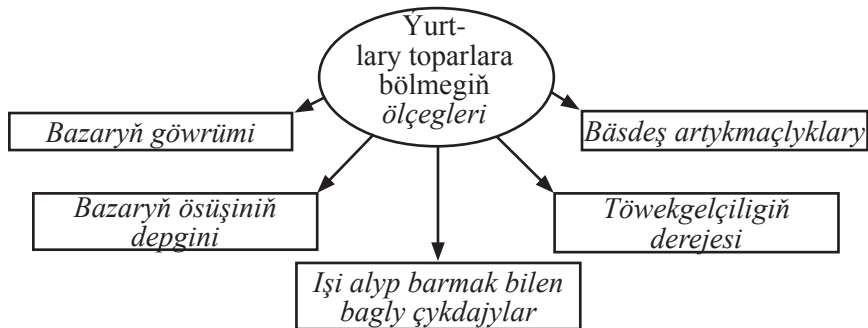 Ýurt-
lary toparlara
bölmegiň
ölçegleri
Bazaryň göwrümi
Bäsdeş artykmaçlyklary
Bazaryň ösüşiniň
depgini
Töwekgelçiligiň
derejesi
Işi alyp barmak bilen
bagly çykdajylar